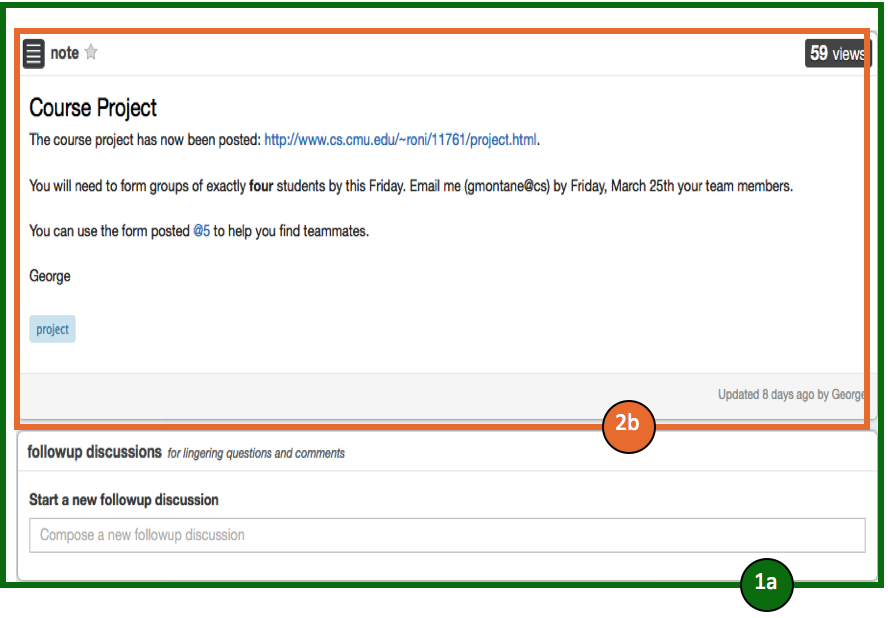 note
59 views
Course Project
The course project has now been posted: http://www.cs.cmu.edu/~roni/11761/project.html.
You will need to form groups of exactly four students by this Friday. Email me (gmontane@cs) by Friday, March 25th your team members.
You can use the form posted @5 to help you find teammates.
George
project
Updated 8 days ago by George
2b
followup discussions for lingering questions and comments
Start a new followup discussion
Compose a new followup discussion
1a